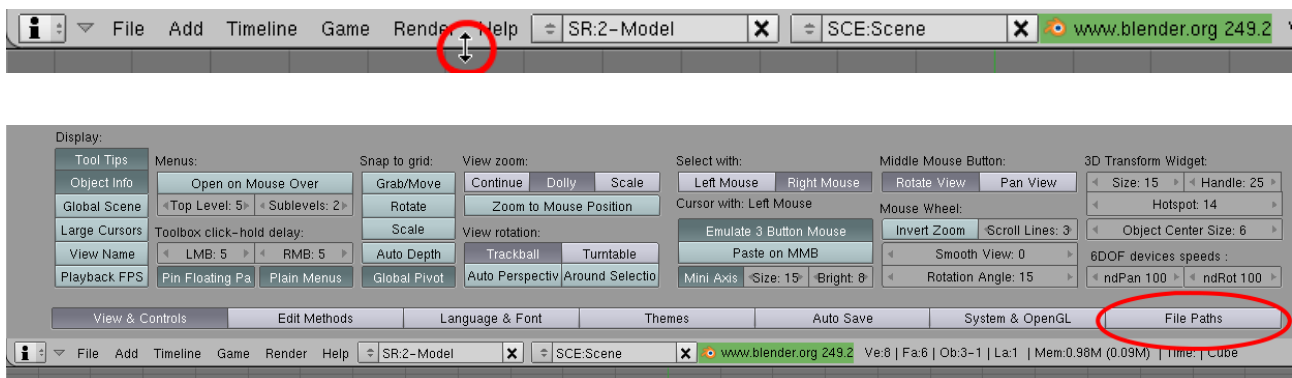 File Add Timeline Game Render Help SR:2-Model SCE:Scene www.blender.org 249.2
Display:
Tool Tips Menus: Snap to grid: View zoom: Select with: Middle Mouse Button: 3D Transform Widget:
Object Info Open on Mouse Over Grab/Move Continue Dolly Scale Left Mouse Right Mouse Rotate View Pan View Size: 15 Handle: 25
Global Scene Top Level: 5 Sublevels: 2 Rotate Zoom to Mouse Position Cursor with: Left Mouse Mouse Wheel: Hotspot: 14
Large Cursors Toolbox click-hold delay: Scale View rotation: Emulate 3 Button Mouse Invert Zoom Scroll Lines: 3 Object Center Size: 6
View Name LMB: 5 RMB: 5 Auto Depth Trackball Turntable Paste on MMB Smooth View: 0 6DOF devices speeds :
Playback FPS Pin Floating Pa Plain Menus Global Pivot Auto Perspectiv Around Selectio Mini Axis Size: 15 Bright: 8 Rotation Angle: 15 ndPan 100 ndRot 100
View & Controls Edit Methods Language & Font Themes Auto Save System & OpenGL File Paths
File Add Timeline Game Render Help SR:2-Model SCE:Scene www.blender.org 249.2 Ve:8 | Fa:6 | Ob:3-1 | La:1 | Mem:0.98M (0.09M) | Time: | Cube